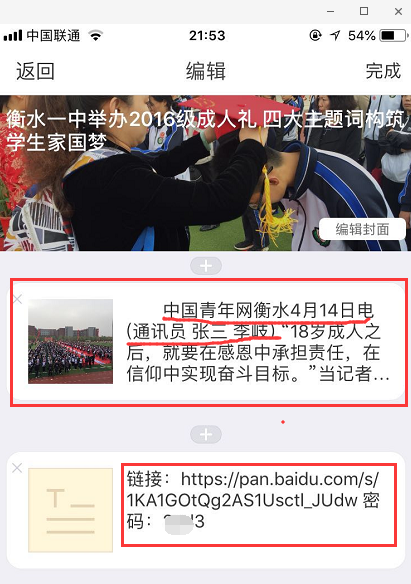 中国联通
21:53
54%
返回
编辑
完成
衡水一中举办2016级成人礼 四大主题词构筑
学生家国梦
编辑封面
中国青年网衡水4月14日电
(通讯员 张三 李岐) “18岁成人之
后，就要在感恩中承担责任，在
信仰中实现奋斗目标。”当记者...
链接：https://pan.baidu.com/s/
1KA1GOtQg2AS1Usctl_JUdw 密
码：